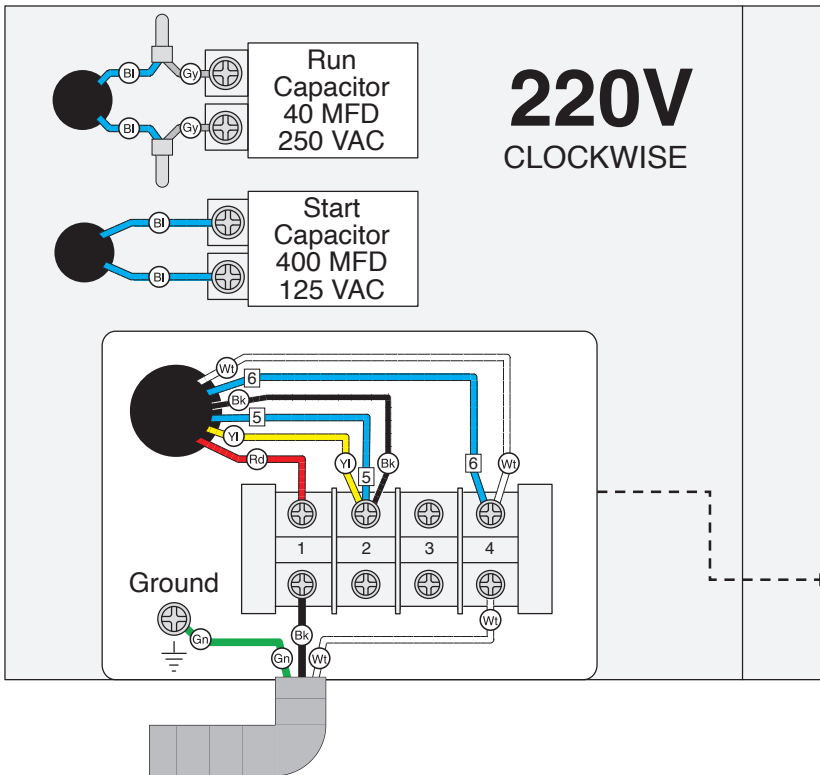 Run
Capacitor
40 MFD
250 VAC
Bl
Gy
Bl
Gy
220V
CLOCKWISE
Start
Capacitor
400 MFD
125 VAC
Bl
Bl
Wt
6
Bk
5
Yl
Rd
Yl
5
Bk
6
Wt
1
2
3
4
Ground
Gn
Gn
Bk
Wt
Wt